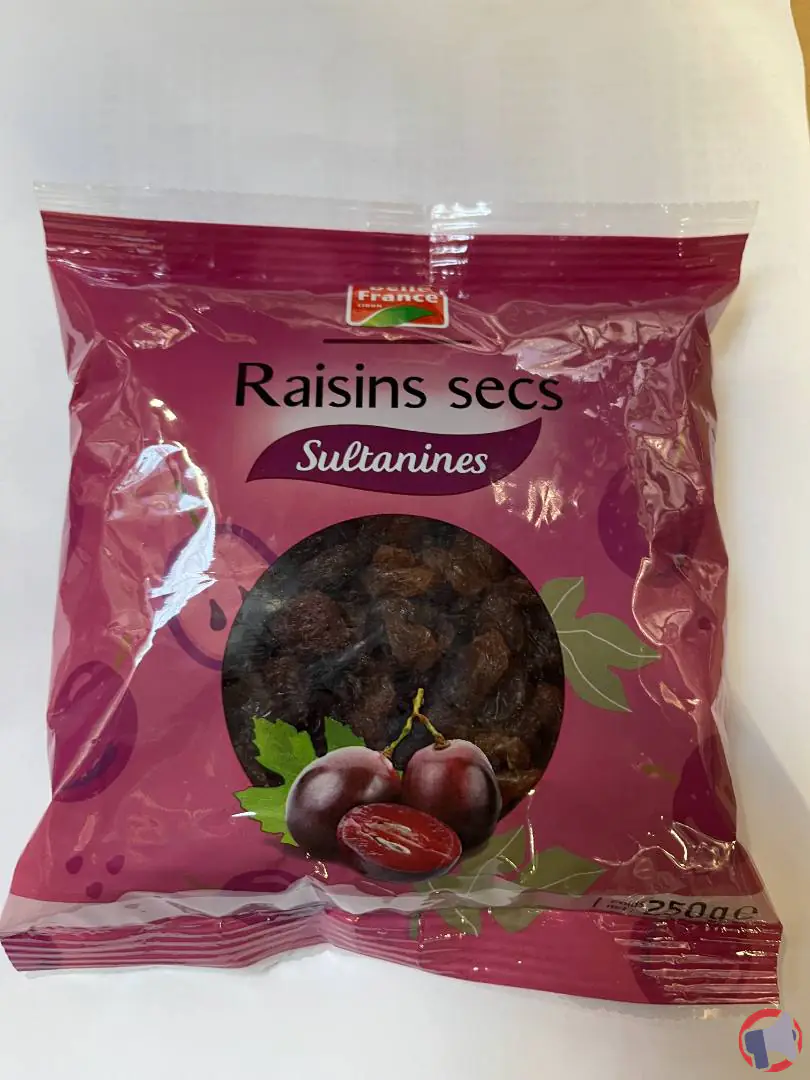 Belle
France
Raisins secs
Sultanines
250g e